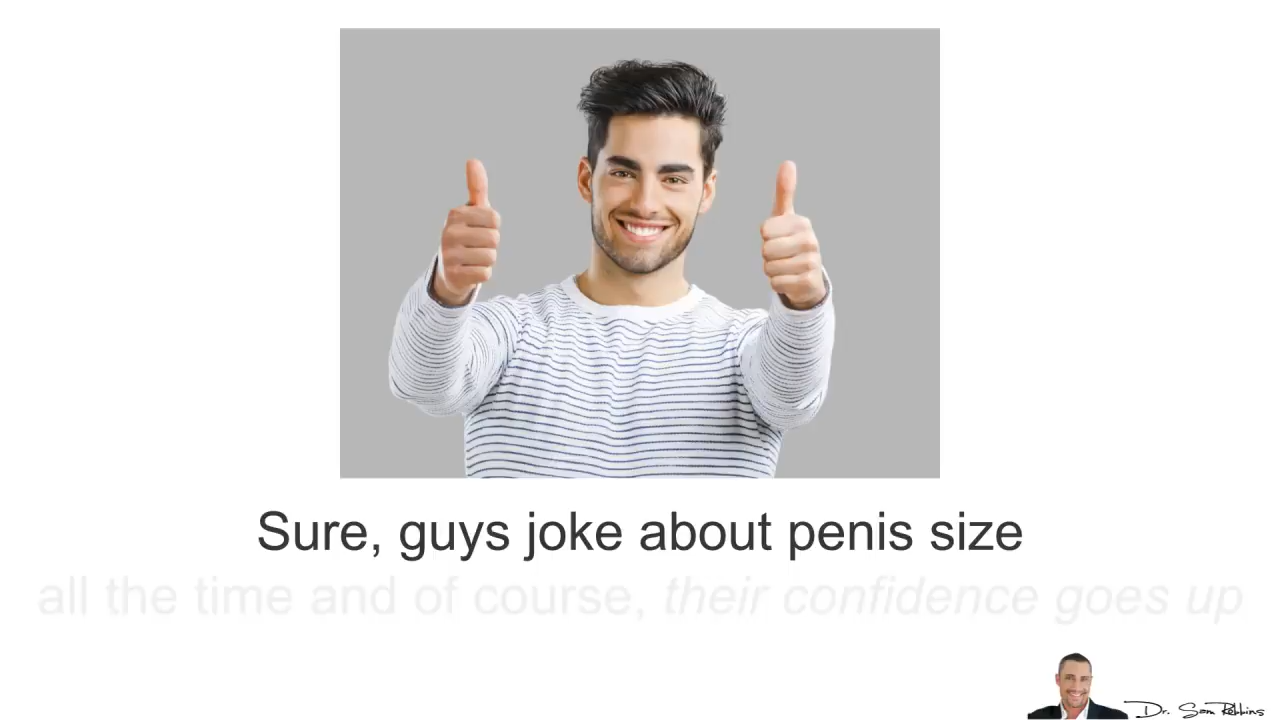 Sure, guys joke about penis size
all the time and of course, their confidence goes up
Dr. Sam Robbins